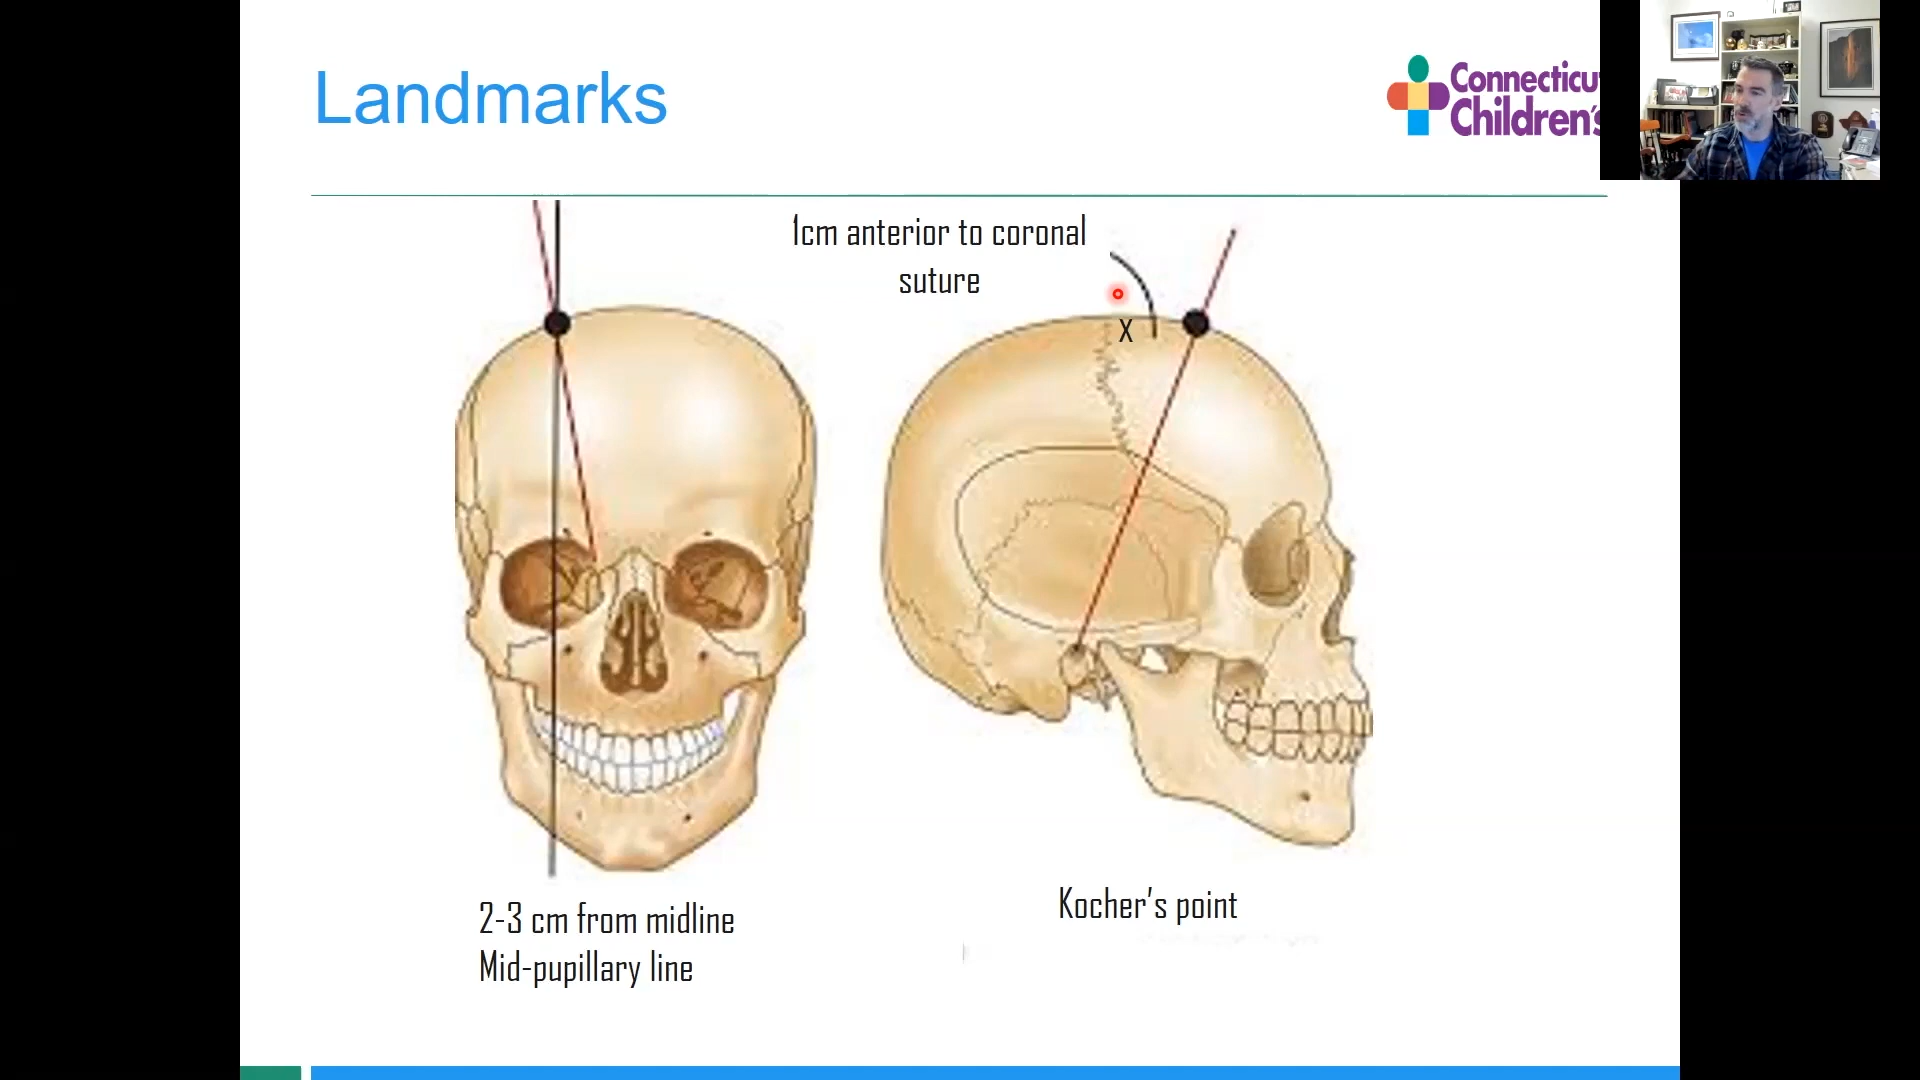 Landmarks
Connecticu
Children's
1cm anterior to coronal
suture
X
2-3 cm from midline
Mid-pupillary line
Kocher's point